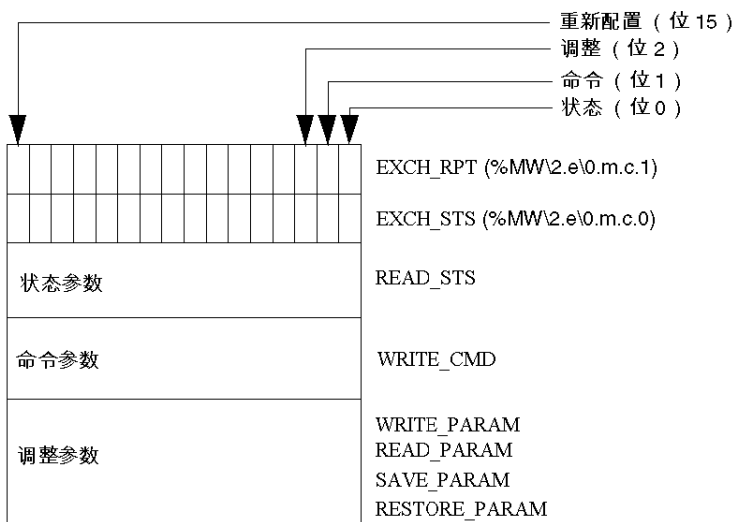 重新配置 ( 位 15 )
调整 ( 位 2 )
命令 ( 位 1 )
状态 ( 位 0 )
EXCH_RPT (%MW\2.e\0.m.c.1)
EXCH_STS (%MW\2.e\0.m.c.0)
状态参数 READ_STS
命令参数 WRITE_CMD
WRITE_PARAM
调整参数 READ_PARAM
SAVE_PARAM
RESTORE_PARAM